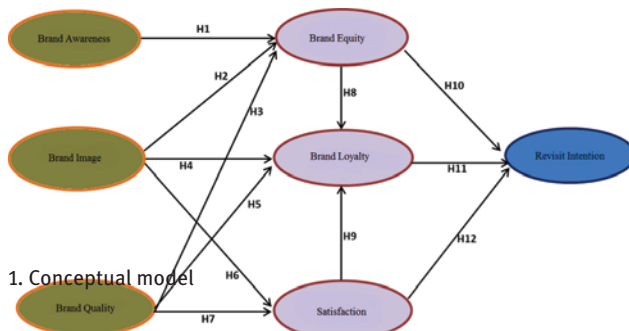 Brand Awareness
H1
Brand Equity
H2
H3
H8
H10
Brand Image
H4
Brand Loyalty
H11
Revisit Intention
H5
H6
H9
H12
1. Conceptual model
Brand Quality
H7
Satisfaction